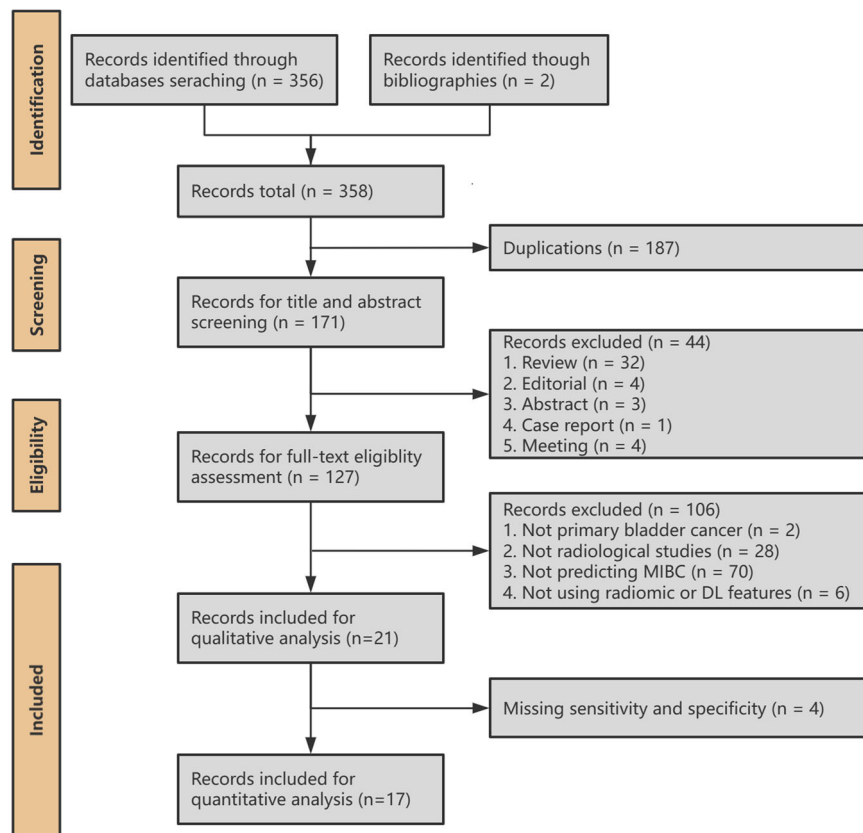 Identification
Records identified through
databases seraching (n = 356)
Records identified though
bibliographies (n = 2)
Records total (n = 358)
Screening
Duplications (n = 187)
Records for title and abstract
screening (n = 171)
Records excluded (n = 44)
1. Review (n = 32)
2. Editorial (n = 4)
3. Abstract (n = 3)
4. Case report (n = 1)
5. Meeting (n = 4)
Eligibility
Records for full-text eligiblity
assessment (n = 127)
Records excluded (n = 106)
1. Not primary bladder cancer (n = 2)
2. Not radiological studies (n = 28)
3. Not predicting MIBC (n = 70)
4. Not using radiomic or DL features (n = 6)
Included
Records included for
qualitative analysis (n=21)
Missing sensitivity and specificity (n = 4)
Records included for
quantitative analysis (n=17)